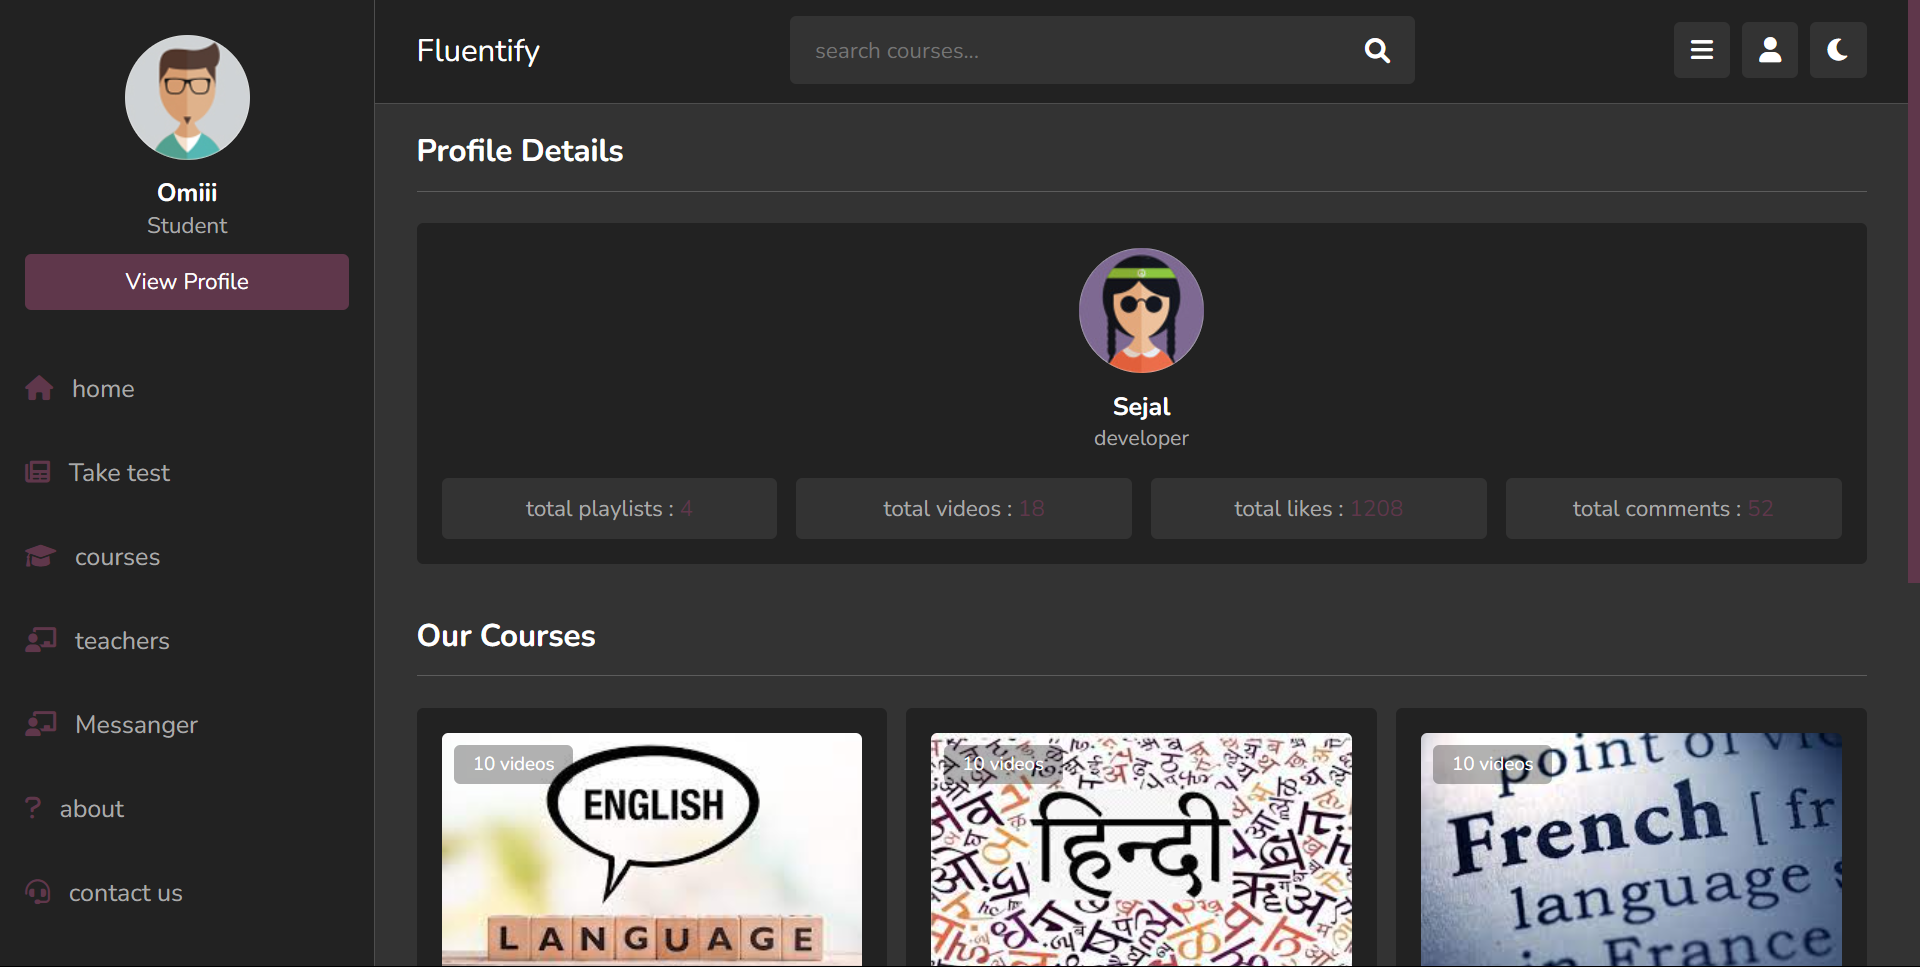 Omiii
Student
View Profile
home
Take test
courses
teachers
Messanger
? about
contact us
Fluentify
search courses...
Profile Details
Sejal
developer
total playlists : 4
total videos : 18
total likes : 1208
total comments : 52
Our Courses
10 videos
ENGLISH
LANGUAGE
10 videos
हिन्दी
10 videos
point of
French [ fr
language
in France